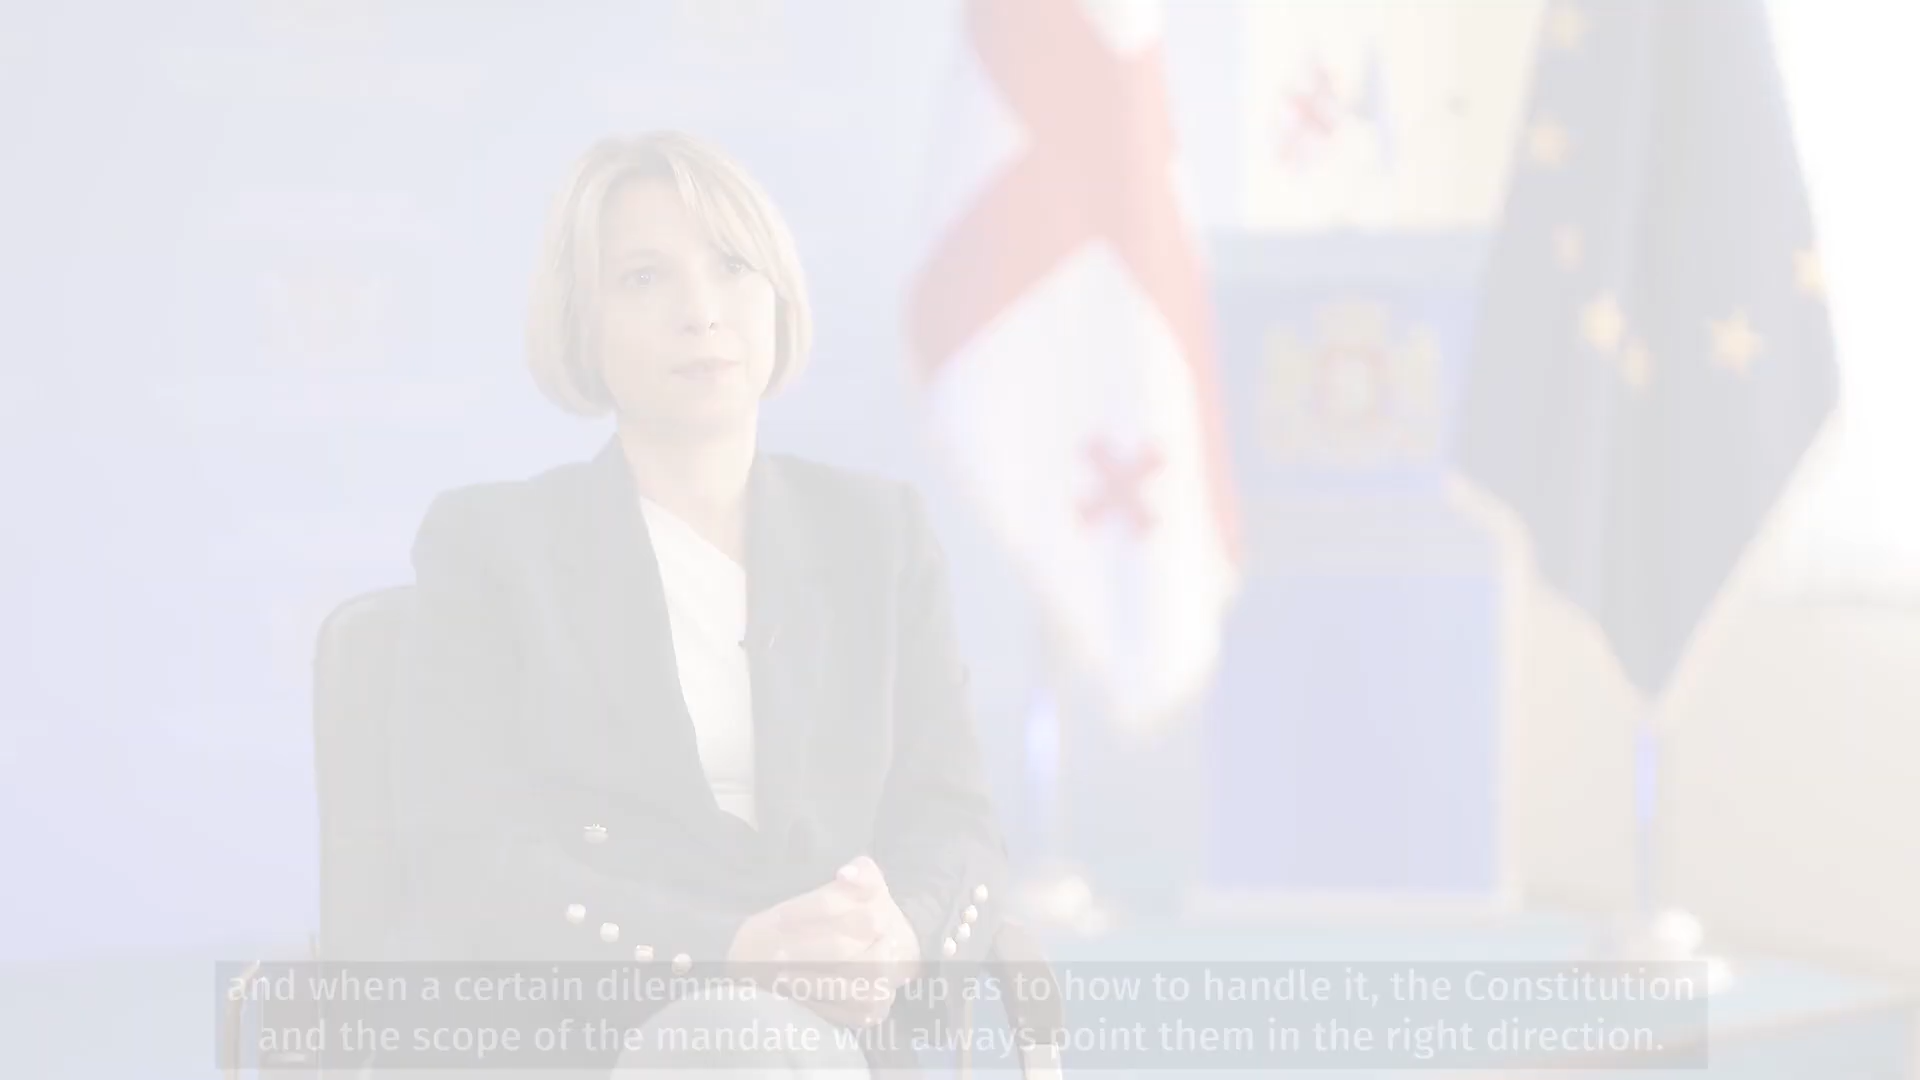 and when a certain dilemma comes up as to how to handle it, the Constitution
and the scope of the mandate will always point them in the right direction.